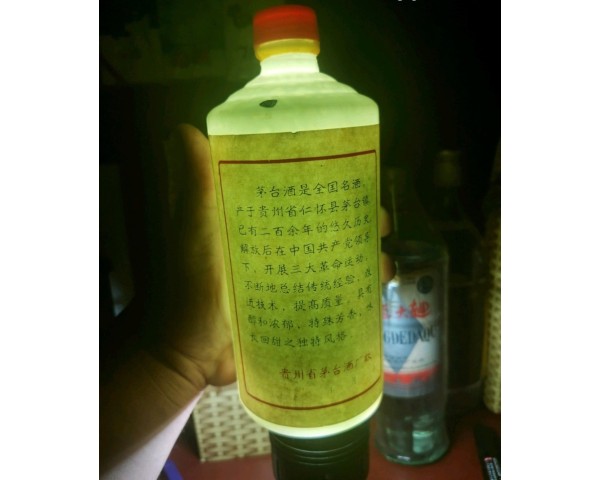 茅台酒是全国名酒，
产于贵州省仁怀县茅台镇
已有二百余年的悠久历史
解放后在中国共产党领导
下，开展三大革命运动，
不断地总结传统经验，改
进技术，提高质量，具有
醇和浓郁、特殊芳香、味
长回甜之独特风格。
贵州省茅台酒厂
GDEDAQU